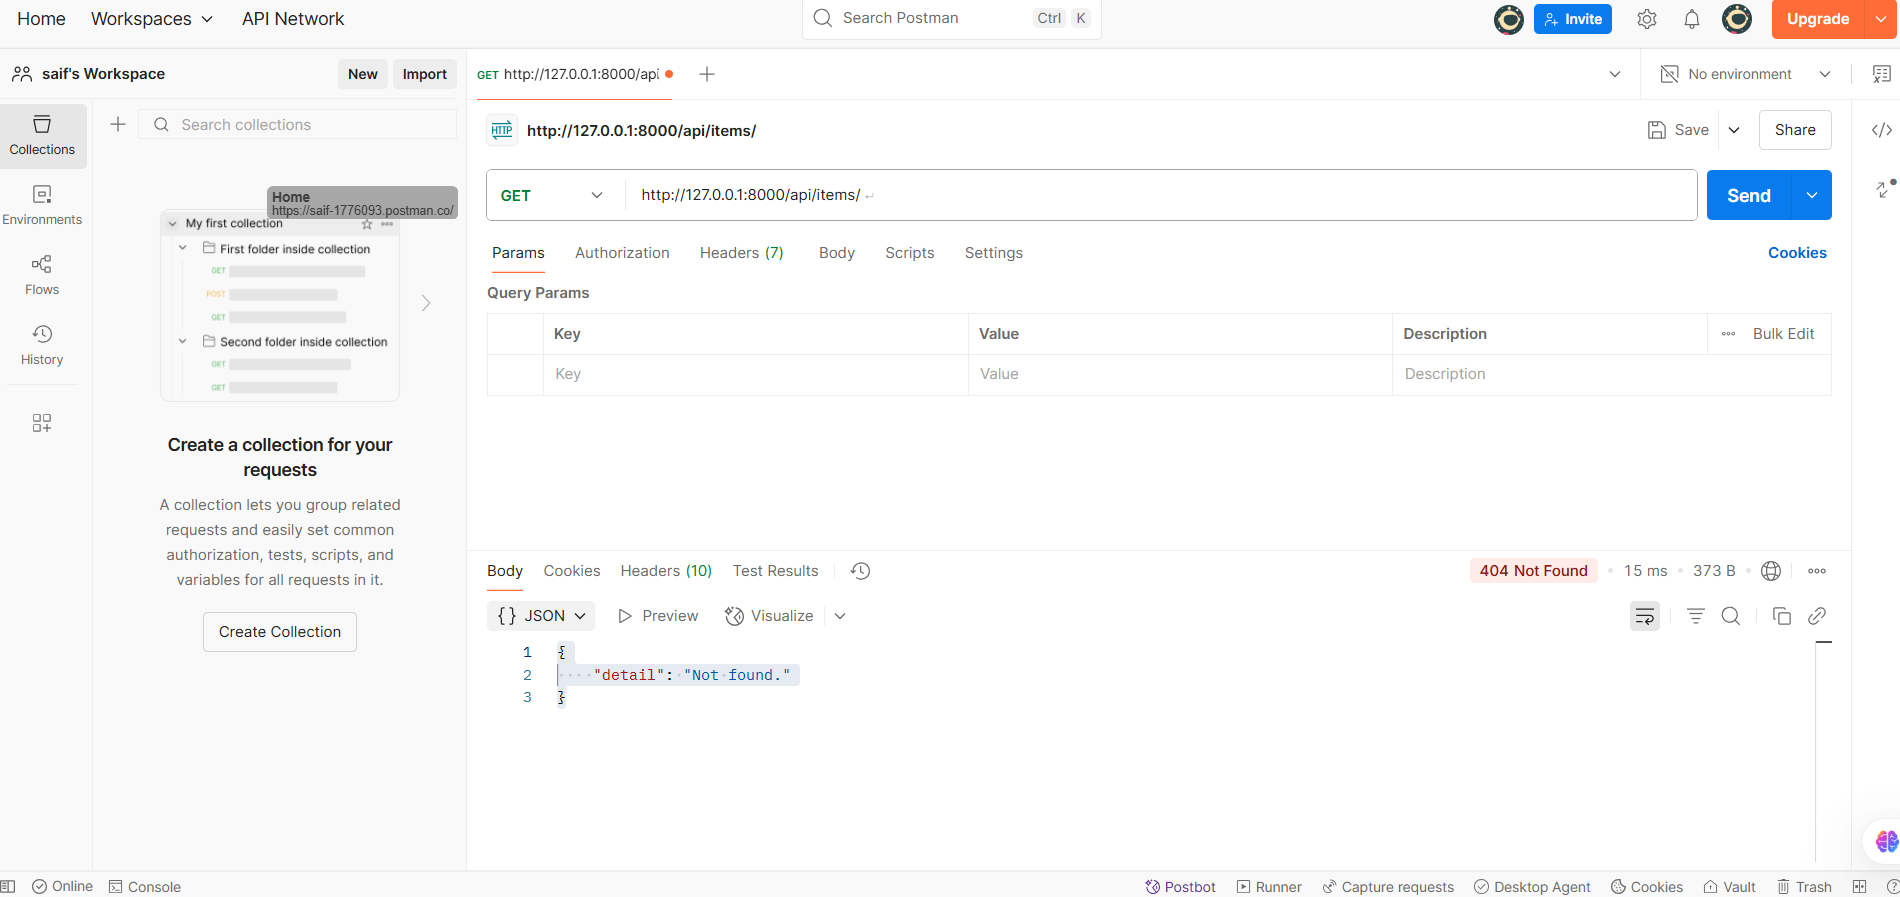 Home Workspaces API Network Search Postman Ctrl K Invite Upgrade
saif's Workspace New Import
GET http://127.0.0.1:8000/api No environment
Collections
Environments
Flows
History
Search collections
Home
https://saif-1776093.postman.co/
My first collection
First folder inside collection
GET
POST
GET
Second folder inside collection
GET
GET
Create a collection for your
requests
A collection lets you group related
requests and easily set common
authorization, tests, scripts, and
variables for all requests in it.
Create Collection
HTTP http://127.0.0.1:8000/api/items/ Save Share
GET http://127.0.0.1:8000/api/items/ Send
Params Authorization Headers (7) Body Scripts Settings Cookies
Query Params
Key Value Description Bulk Edit
Key Value Description
Body Cookies Headers (10) Test Results 404 Not Found 15 ms 373 B
{} JSON Preview Visualize
1 {
2 "detail": "Not found."
3 }
Online Console Postbot Runner Capture requests Desktop Agent Cookies Vault Trash